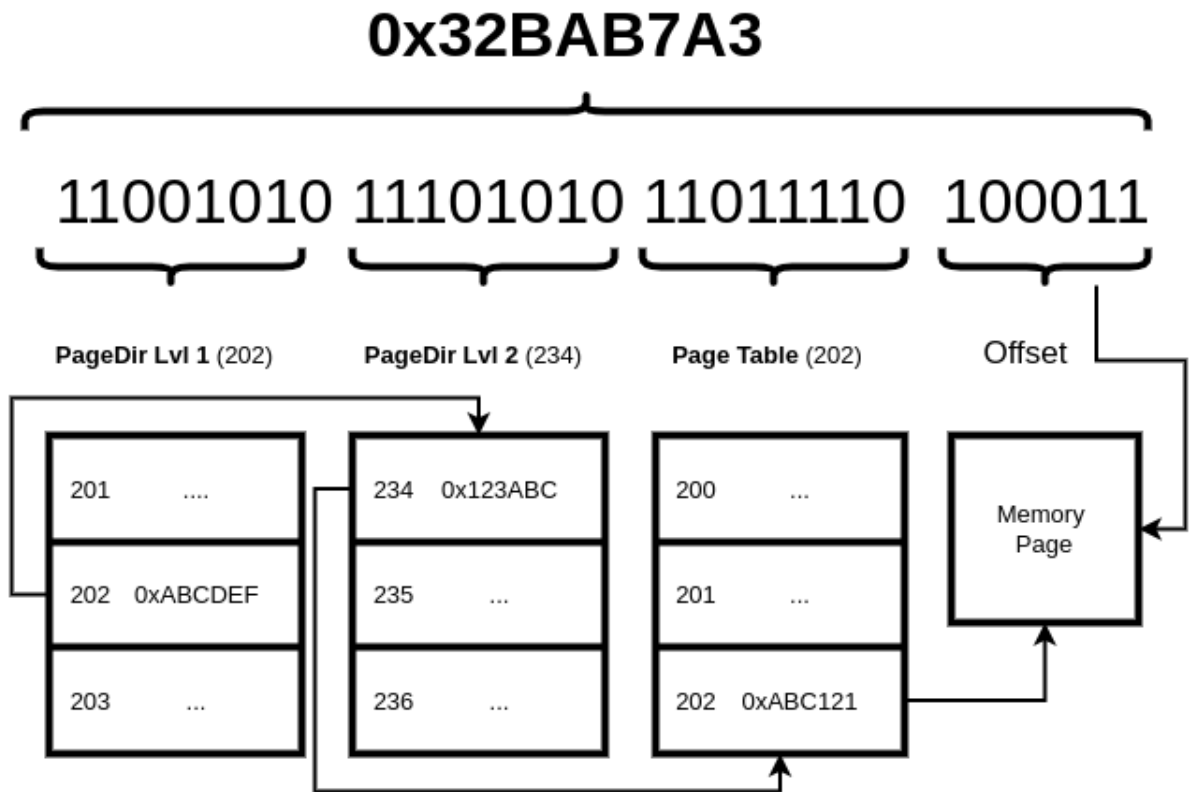 0x32BAB7A3
11001010 11101010 11011110 100011
PageDir Lvl 1 (202) PageDir Lvl 2 (234) Page Table (202) Offset
201 .... 234 0x123ABC 200 ...
Memory
Page
202 0xABCDEF 235 ... 201 ...
203 ... 236 ... 202 0xABC121